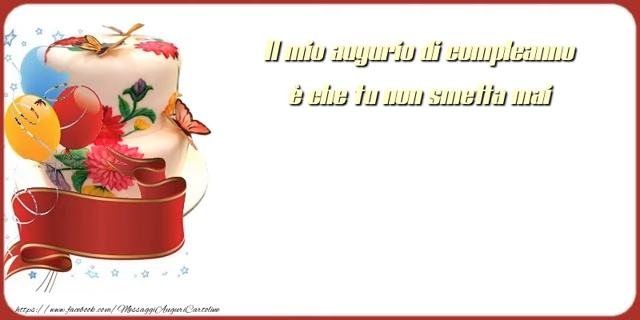 Il mio augurio di compleanno
è che tu non smetta mai
https://www.facebook.com/MessaggiAuguriCartoline